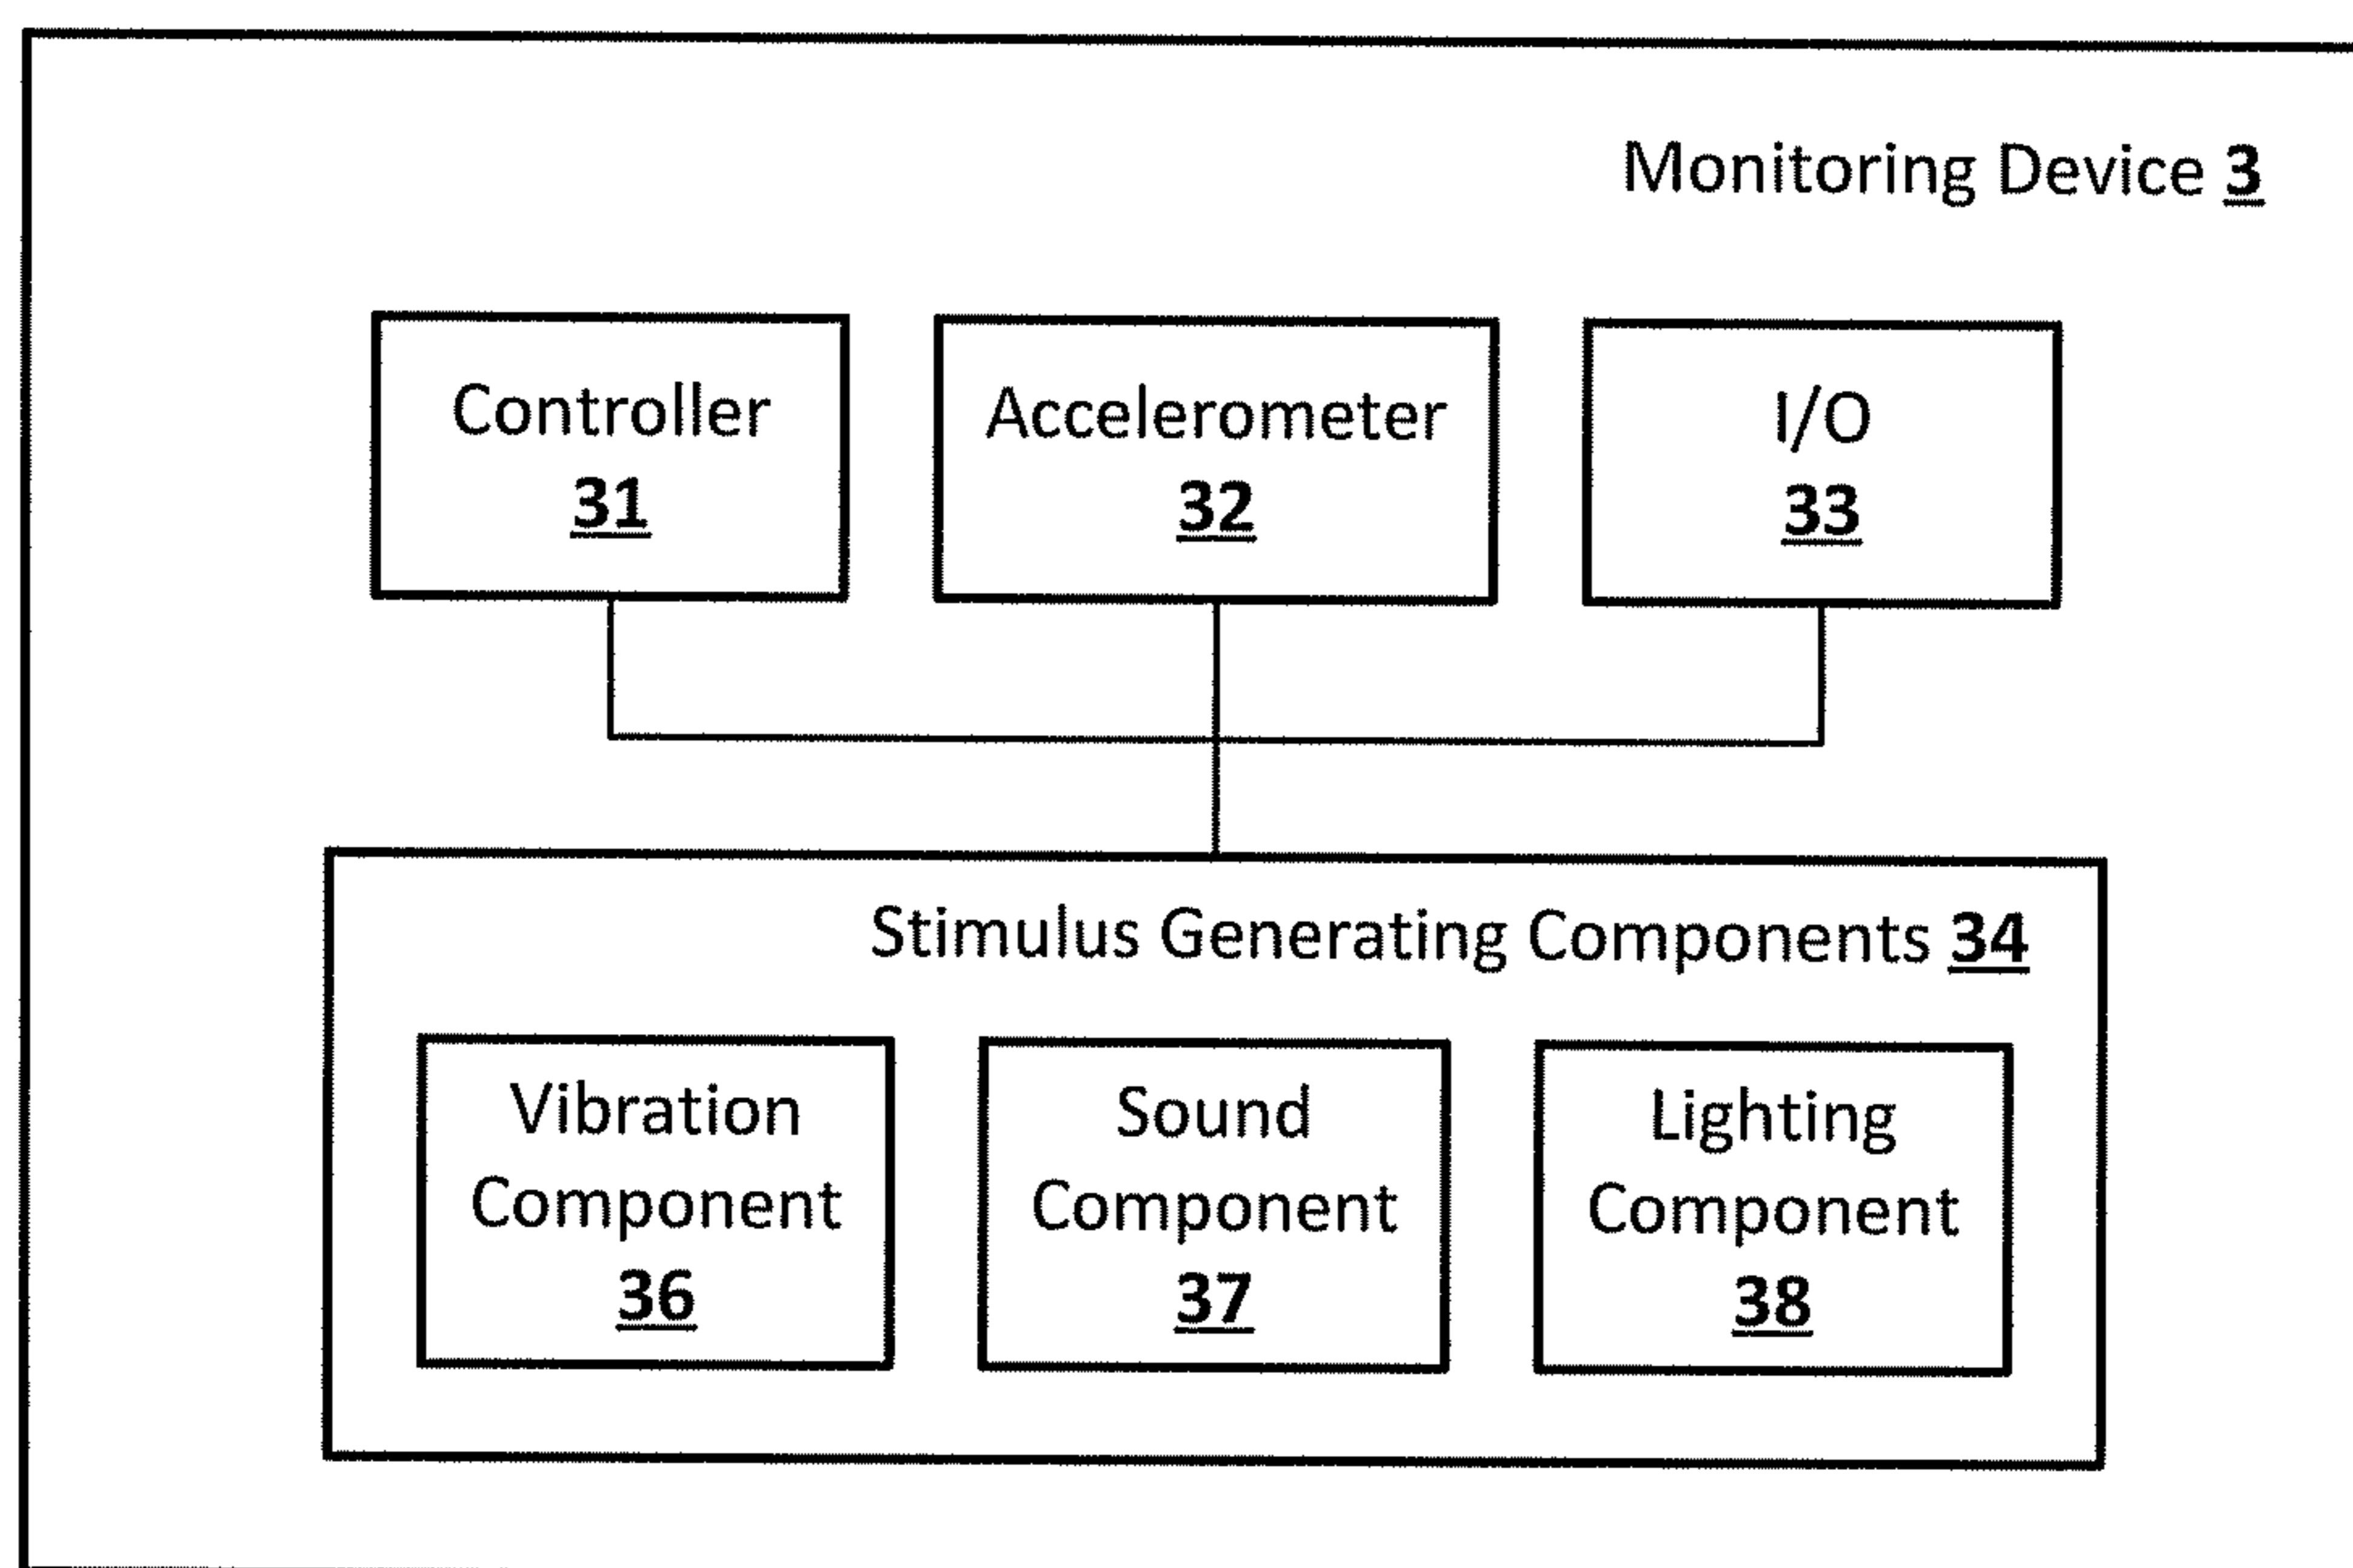 Monitoring Device 3
Controller
31
Accelerometer
32
I/O
33
Stimulus Generating Components 34
Vibration
Component
36
Sound
Component
37
Lighting
Component
38